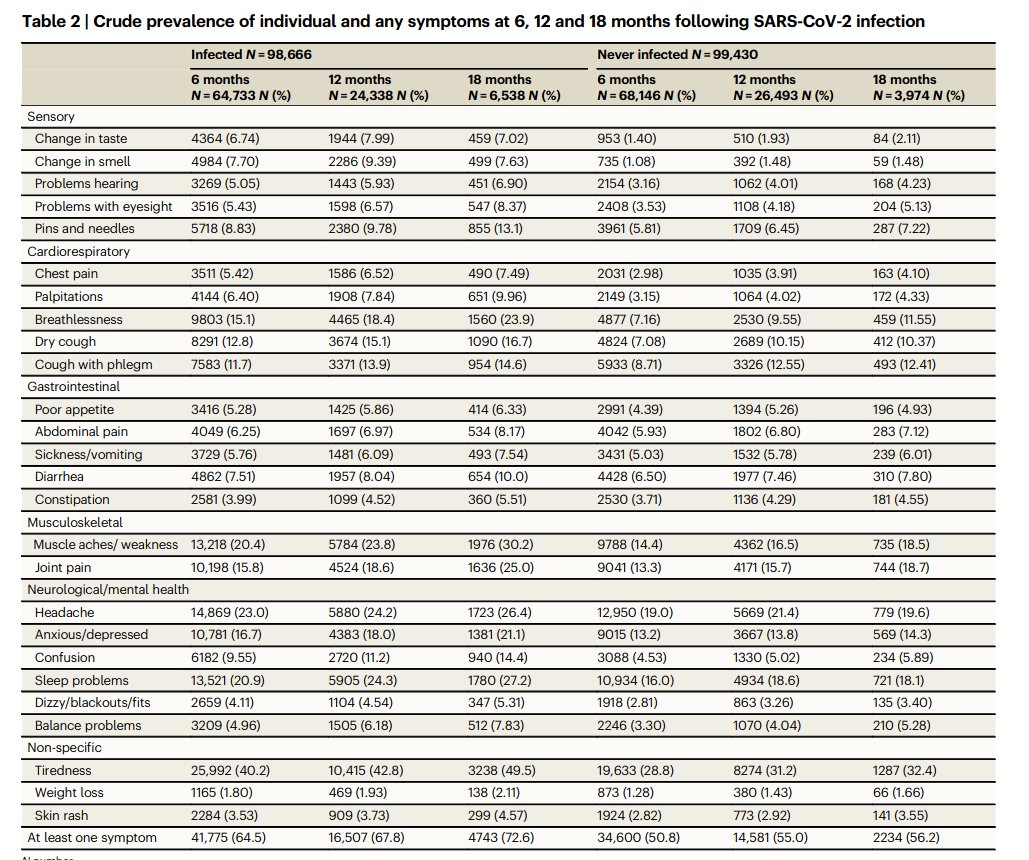 Table 2 | Crude prevalence of individual and any symptoms at 6, 12 and 18 months following SARS-CoV-2 infection
Infected N=98,666 Never infected N=99,430
6 months 12 months 18 months 6 months 12 months 18 months
N=64,733 N (%) N=24,338 N (%) N=6,538 N (%) N=68,146 N (%) N=26,493 N (%) N=3,974 N (%)
Sensory
Change in taste 4364 (6.74) 1944 (7.99) 459 (7.02) 953 (1.40) 510 (1.93) 84 (2.11)
Change in smell 4984 (7.70) 2286 (9.39) 499 (7.63) 735 (1.08) 392 (1.48) 59 (1.48)
Problems hearing 3269 (5.05) 1443 (5.93) 451 (6.90) 2154 (3.16) 1062 (4.01) 168 (4.23)
Problems with eyesight 3516 (5.43) 1598 (6.57) 547 (8.37) 2408 (3.53) 1108 (4.18) 204 (5.13)
Pins and needles 5718 (8.83) 2380 (9.78) 855 (13.1) 3961 (5.81) 1709 (6.45) 287 (7.22)
Cardiorespiratory
Chest pain 3511 (5.42) 1586 (6.52) 490 (7.49) 2031 (2.98) 1035 (3.91) 163 (4.10)
Palpitations 4144 (6.40) 1908 (7.84) 651 (9.96) 2149 (3.15) 1064 (4.02) 172 (4.33)
Breathlessness 9803 (15.1) 4465 (18.4) 1560 (23.9) 4877 (7.16) 2530 (9.55) 459 (11.55)
Dry cough 8291 (12.8) 3674 (15.1) 1090 (16.7) 4824 (7.08) 2689 (10.15) 412 (10.37)
Cough with phlegm 7583 (11.7) 3371 (13.9) 954 (14.6) 5933 (8.71) 3326 (12.55) 493 (12.41)
Gastrointestinal
Poor appetite 3416 (5.28) 1425 (5.86) 414 (6.33) 2991 (4.39) 1394 (5.26) 196 (4.93)
Abdominal pain 4049 (6.25) 1697 (6.97) 534 (8.17) 4042 (5.93) 1802 (6.80) 283 (7.12)
Sickness/vomiting 3729 (5.76) 1481 (6.09) 493 (7.54) 3431 (5.03) 1532 (5.78) 239 (6.01)
Diarrhea 4862 (7.51) 1957 (8.04) 654 (10.0) 4428 (6.50) 1977 (7.46) 310 (7.80)
Constipation 2581 (3.99) 1099 (4.52) 360 (5.51) 2530 (3.71) 1136 (4.29) 181 (4.55)
Musculoskeletal
Muscle aches/ weakness 13,218 (20.4) 5784 (23.8) 1976 (30.2) 9788 (14.4) 4362 (16.5) 735 (18.5)
Joint pain 10,198 (15.8) 4524 (18.6) 1636 (25.0) 9041 (13.3) 4171 (15.7) 744 (18.7)
Neurological/mental health
Headache 14,869 (23.0) 5880 (24.2) 1723 (26.4) 12,950 (19.0) 5669 (21.4) 779 (19.6)
Anxious/depressed 10,781 (16.7) 4383 (18.0) 1381 (21.1) 9015 (13.2) 3667 (13.8) 569 (14.3)
Confusion 6182 (9.55) 2720 (11.2) 940 (14.4) 3088 (4.53) 1330 (5.02) 234 (5.89)
Sleep problems 13,521 (20.9) 5905 (24.3) 1780 (27.2) 10,934 (16.0) 4934 (18.6) 721 (18.1)
Dizzy/blackouts/fits 2659 (4.11) 1104 (4.54) 347 (5.31) 1918 (2.81) 863 (3.26) 135 (3.40)
Balance problems 3209 (4.96) 1505 (6.18) 512 (7.83) 2246 (3.30) 1070 (4.04) 210 (5.28)
Non-specific
Tiredness 25,992 (40.2) 10,415 (42.8) 3238 (49.5) 19,633 (28.8) 8274 (31.2) 1287 (32.4)
Weight loss 1165 (1.80) 469 (1.93) 138 (2.11) 873 (1.28) 380 (1.43) 66 (1.66)
Skin rash 2284 (3.53) 909 (3.73) 299 (4.57) 1924 (2.82) 773 (2.92) 141 (3.55)
At least one symptom 41,775 (64.5) 16,507 (67.8) 4743 (72.6) 34,600 (50.8) 14,581 (55.0) 2234 (56.2)